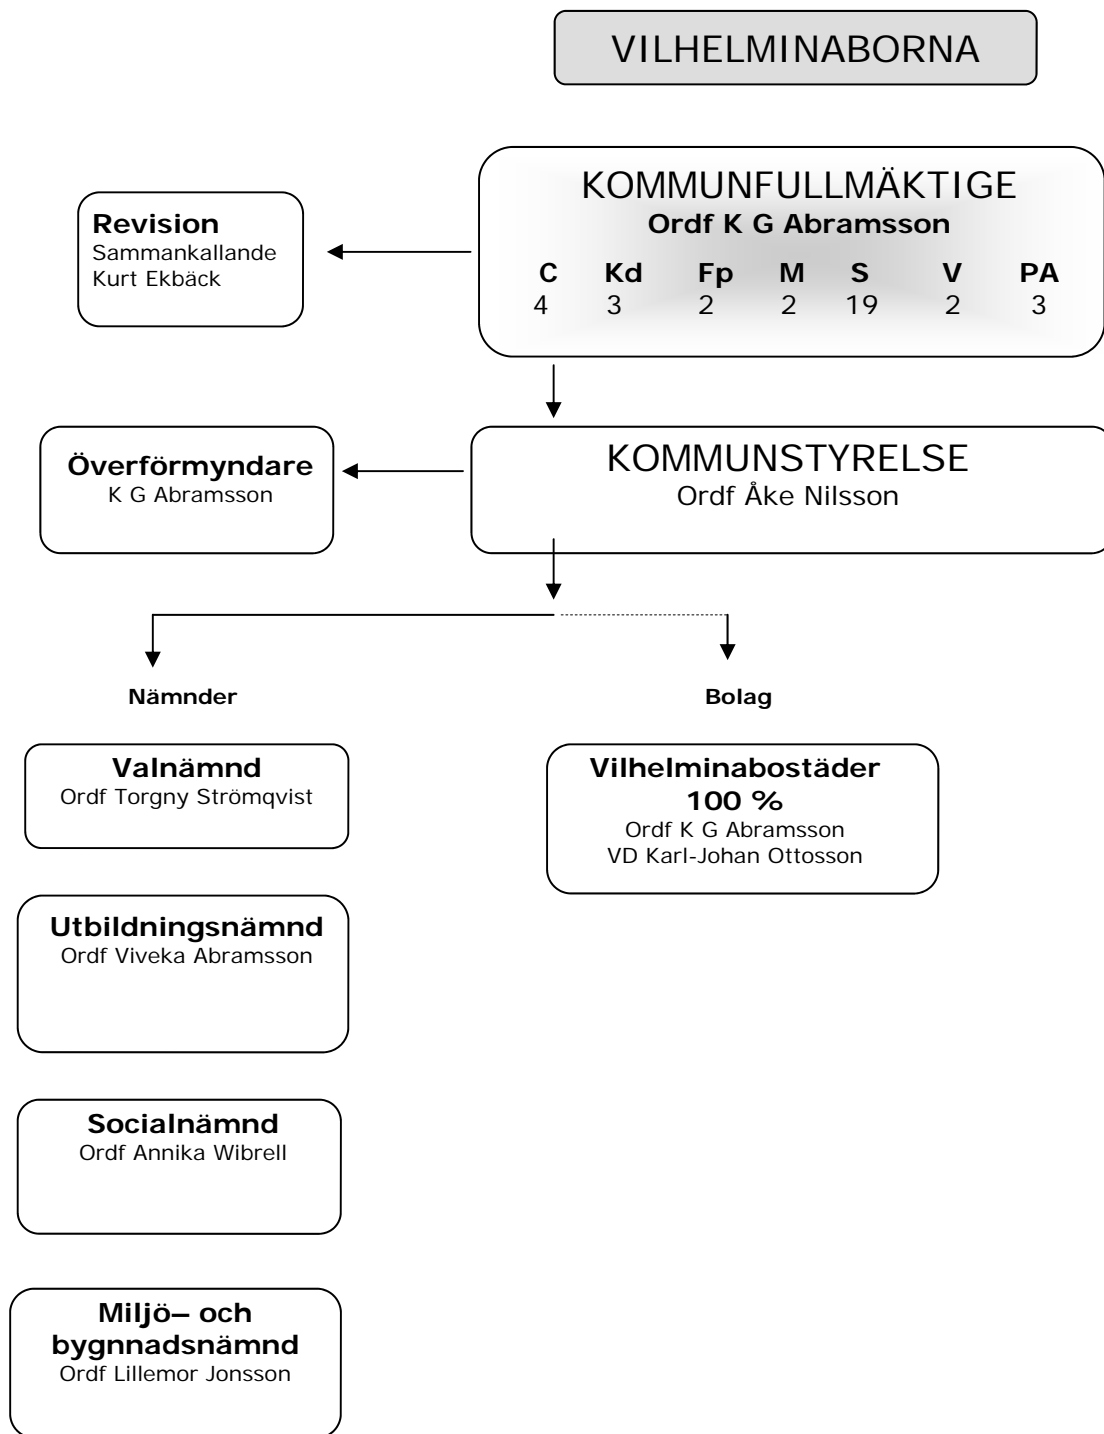 VILHELMINABORNA
KOMMUNFULLMÄKTIGE
Ordf K G Abramsson
C Kd Fp M S V PA
4 3 2 2 19 2 3
Revision
Sammankallande
Kurt Ekbäck
KOMMUNSTYRELSE
Ordf Åke Nilsson
Överförmyndare
K G Abramsson
Nämnder
Bolag
Valnämnd
Ordf Torgny Strömqvist
Vilhelminabostäder
100 %
Ordf K G Abramsson
VD Karl-Johan Ottosson
Utbildningsnämnd
Ordf Viveka Abramsson
Socialnämnd
Ordf Annika Wibrell
Miljö– och
bygnnadsnämnd
Ordf Lillemor Jonsson